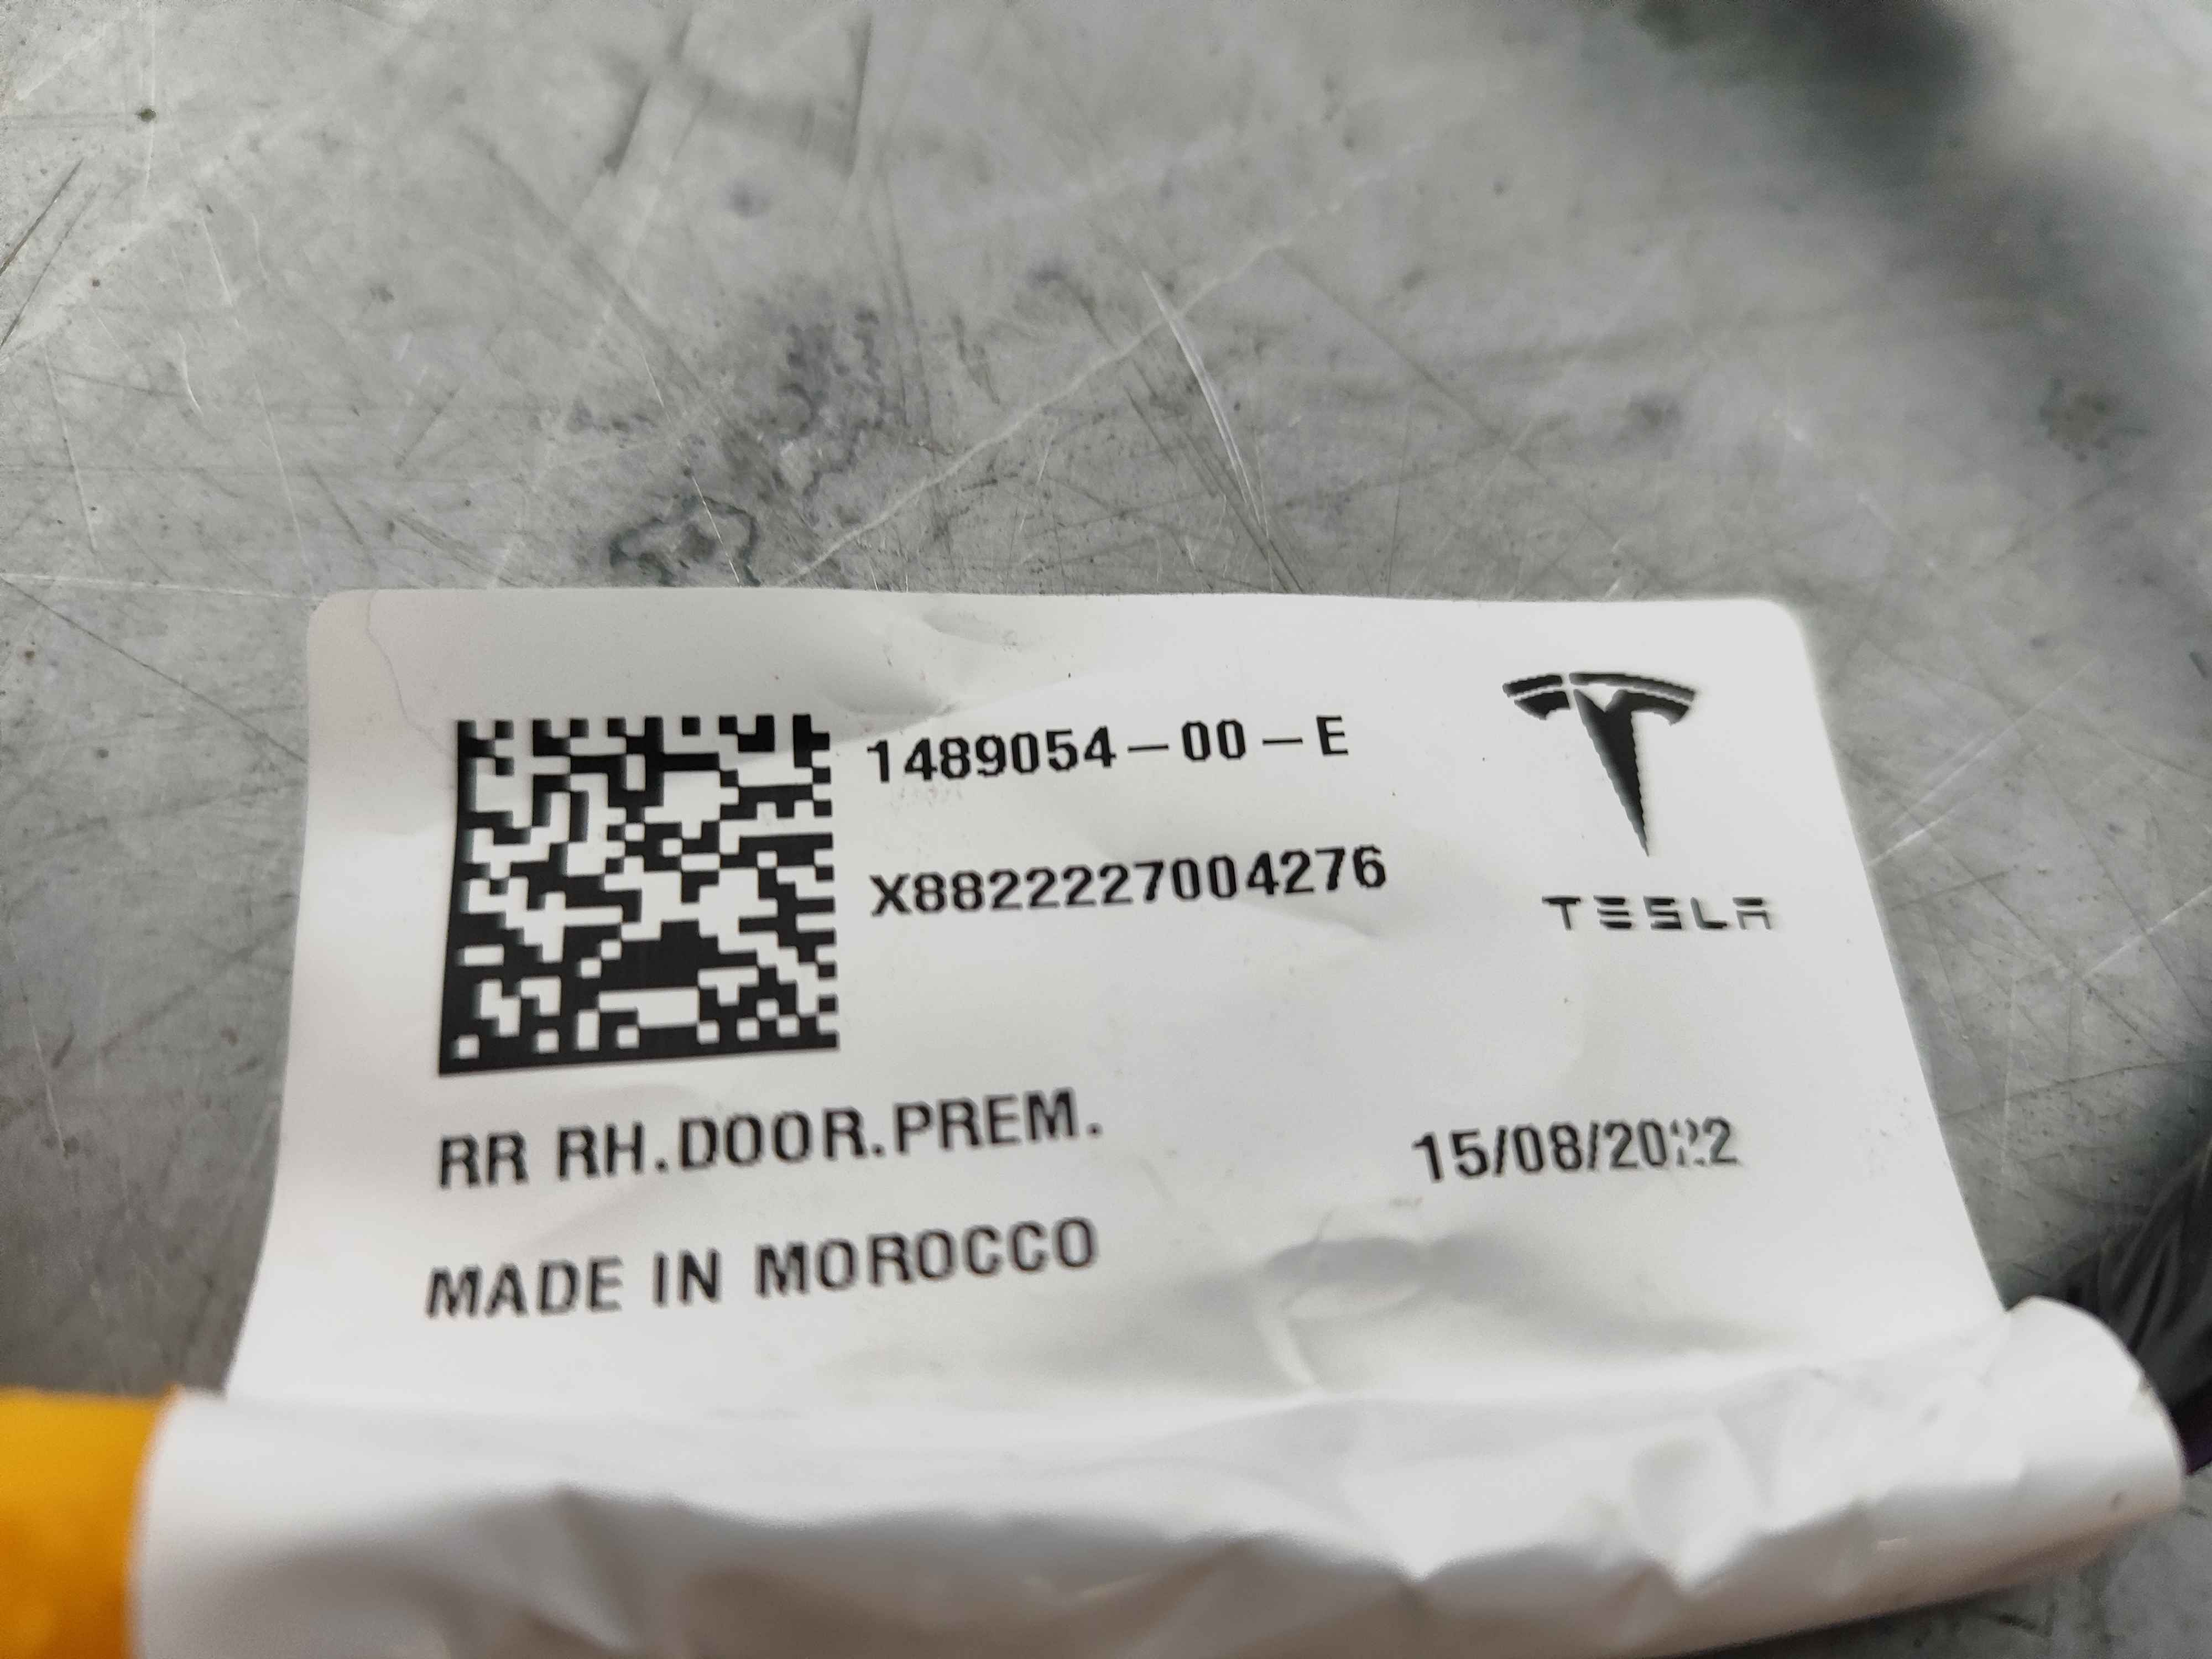 1489054-00-E
X8822227004276
TESLA
RR RH.DOOR.PREM.
15/08/2022
MADE IN MOROCCO